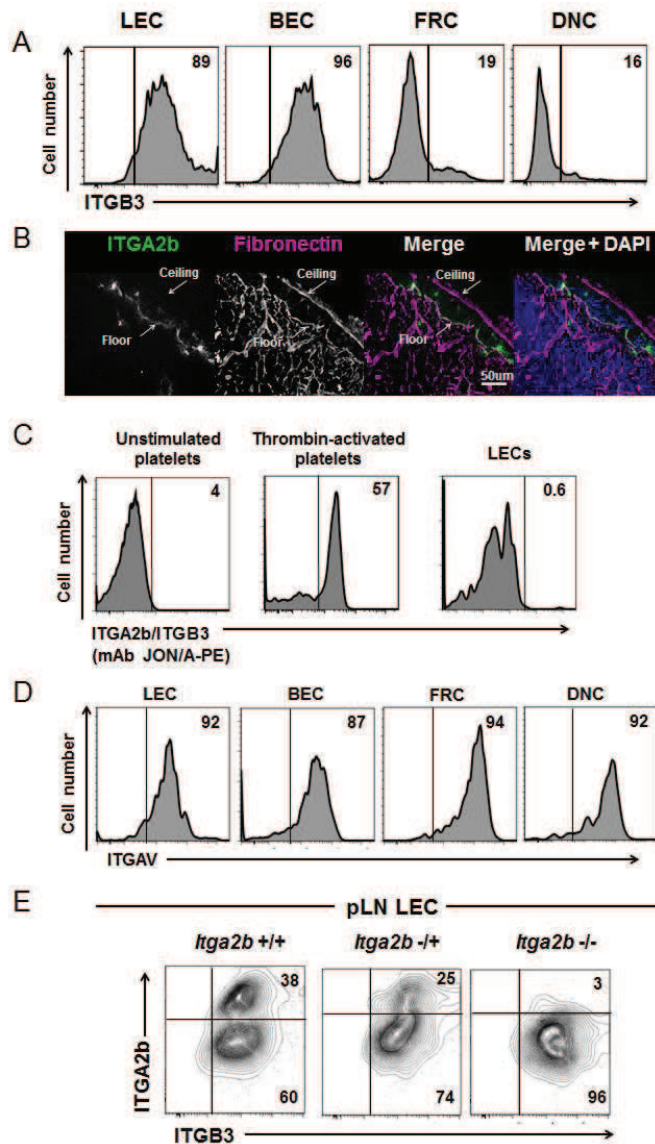 A
LEC BEC FRC DNC
89 96 19 16
Cell number
ITGB3
B
ITGA2b Fibronectin Merge Merge + DAPI
Ceiling Ceiling Ceiling
Floor Floor Floor
50um
C
Unstimulated platelets Thrombin-activated platelets LECs
4 57 0.6
Cell number
ITGA2b/ITGB3
(mAb JON/A-PE)
D
LEC BEC FRC DNC
92 87 94 92
Cell number
ITGAV
E
pLN LEC
Itga2b +/+ Itga2b -/+ Itga2b -/-
38 25 3
ITGA2b
60 74 96
ITGB3